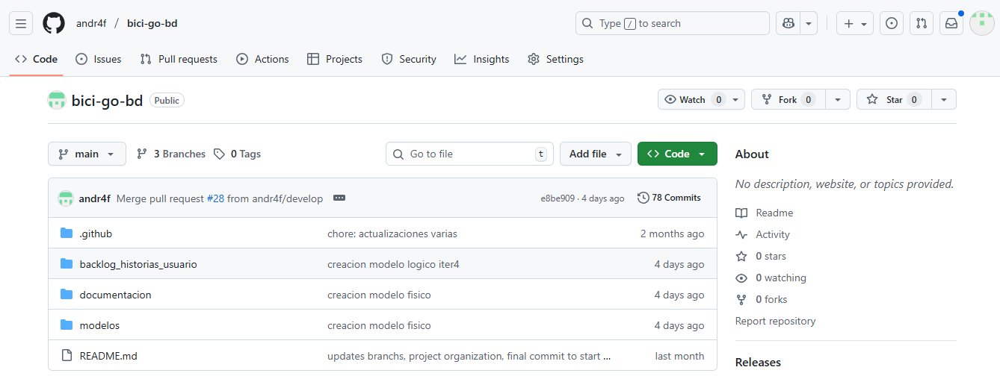 andr4f / bici-go-bd Type / to search
Code Issues Pull requests Actions Projects Security Insights Settings
bici-go-bd Public Watch 0 Fork 0 Star 0
main 3 Branches 0 Tags Go to file t Add file Code About
No description, website, or topics provided.
andr4f Merge pull request #28 from andr4f/develop e8be909 · 4 days ago 78 Commits
Readme
.github chore: actualizaciones varias 2 months ago
Activity
0 stars
backlog_historias_usuario creacion modelo logico iter4 4 days ago
0 watching
documentacion creacion modelo fisico 4 days ago
0 forks
modelos creacion modelo fisico 4 days ago
Report repository
README.md updates branchs, project organization, final commit to start ... last month
Releases